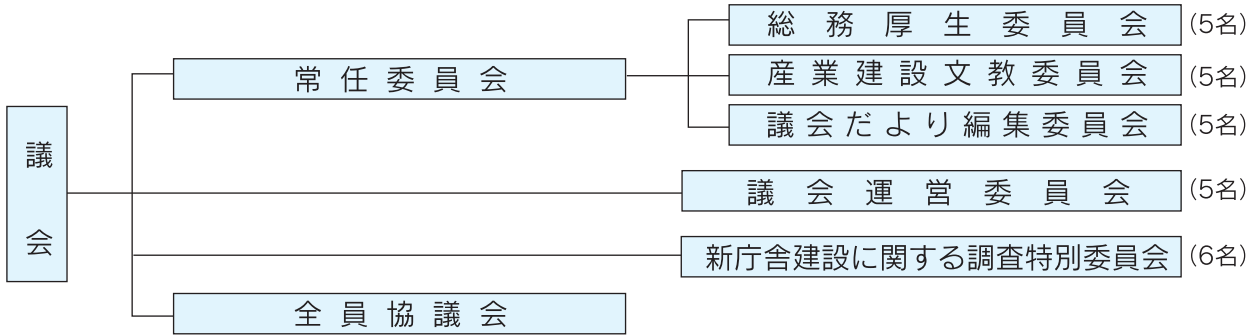 議会
常任委員会
総務厚生委員会 (5名)
産業建設文教委員会 (5名)
議会だより編集委員会 (5名)
議会運営委員会 (5名)
新庁舎建設に関する調査特別委員会 (6名)
全員協議会